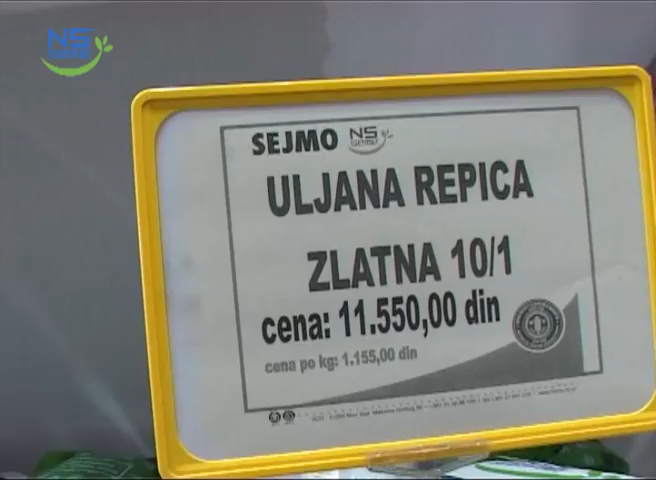 NS
SEJMO NS
ULJANA REPICA
ZLATNA 10/1
cena: 11.550,00 din
cena po kg: 1.155,00 din